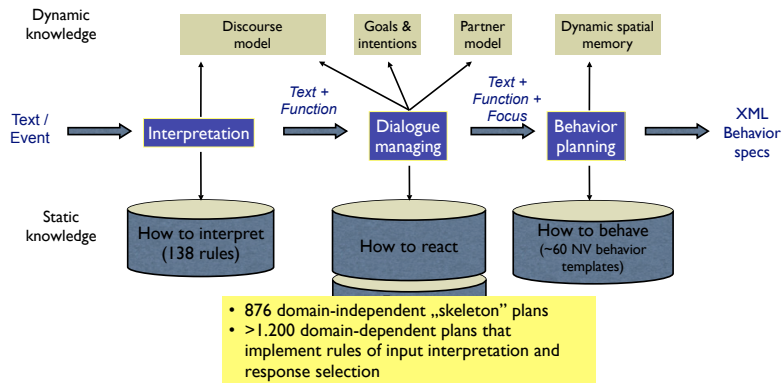 Dynamic
knowledge
Discourse
model
Goals &
intentions
Partner
model
Dynamic spatial
memory
Text /
Event
Interpretation
Text +
Function
Dialogue
managing
Text +
Function +
Focus
Behavior
planning
XML
Behavior
specs
Static
knowledge
How to interpret
(138 rules)
How to react
How to behave
(~60 NV behavior
templates)
• 876 domain-independent „skeleton” plans
• >1.200 domain-dependent plans that
implement rules of input interpretation and
response selection